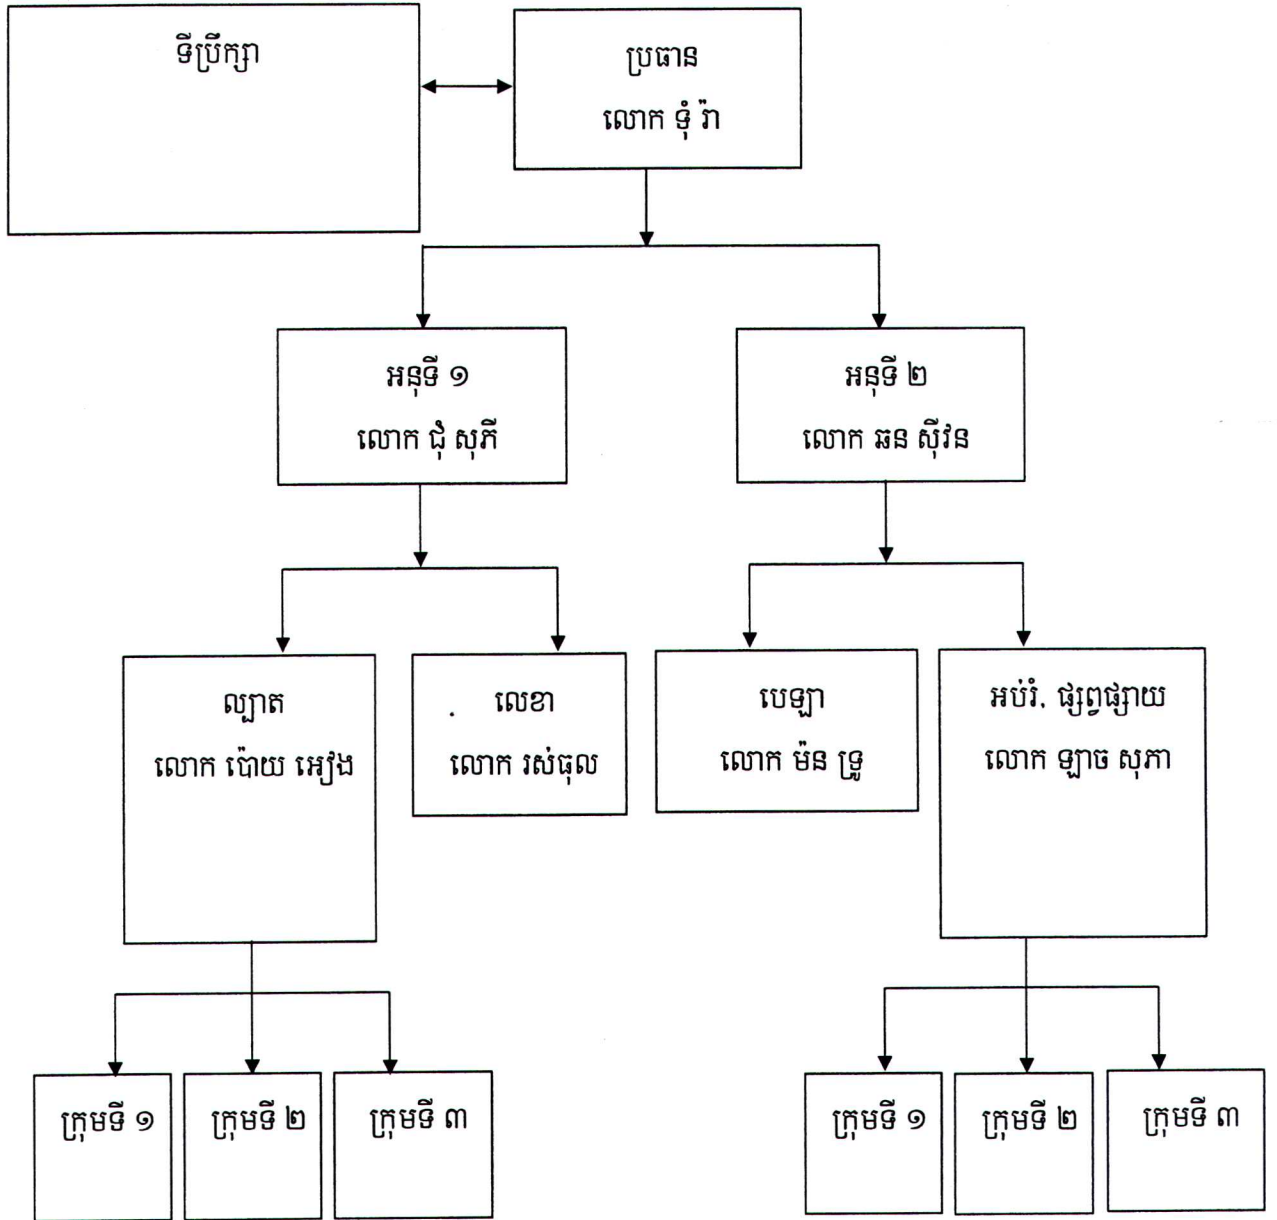 ទីប្រឹក្សា
ប្រធាន
លោក ទុំ រ៉ា
អនុទី ១
លោក ជុំ សុភី
អនុទី ២
លោក ឆន ស៊ីវន
ល្បាត
លោក ប៉ោយ អៀង
លេខា
លោក រស់ធុល
បេឡា
លោក ម៉ន ទ្រូ
អប់រំ, ផ្សព្វផ្សាយ
លោក ឡាច សុភា
ក្រុមទី ១
ក្រុមទី ២
ក្រុមទី ៣
ក្រុមទី ១
ក្រុមទី ២
ក្រុមទី ៣